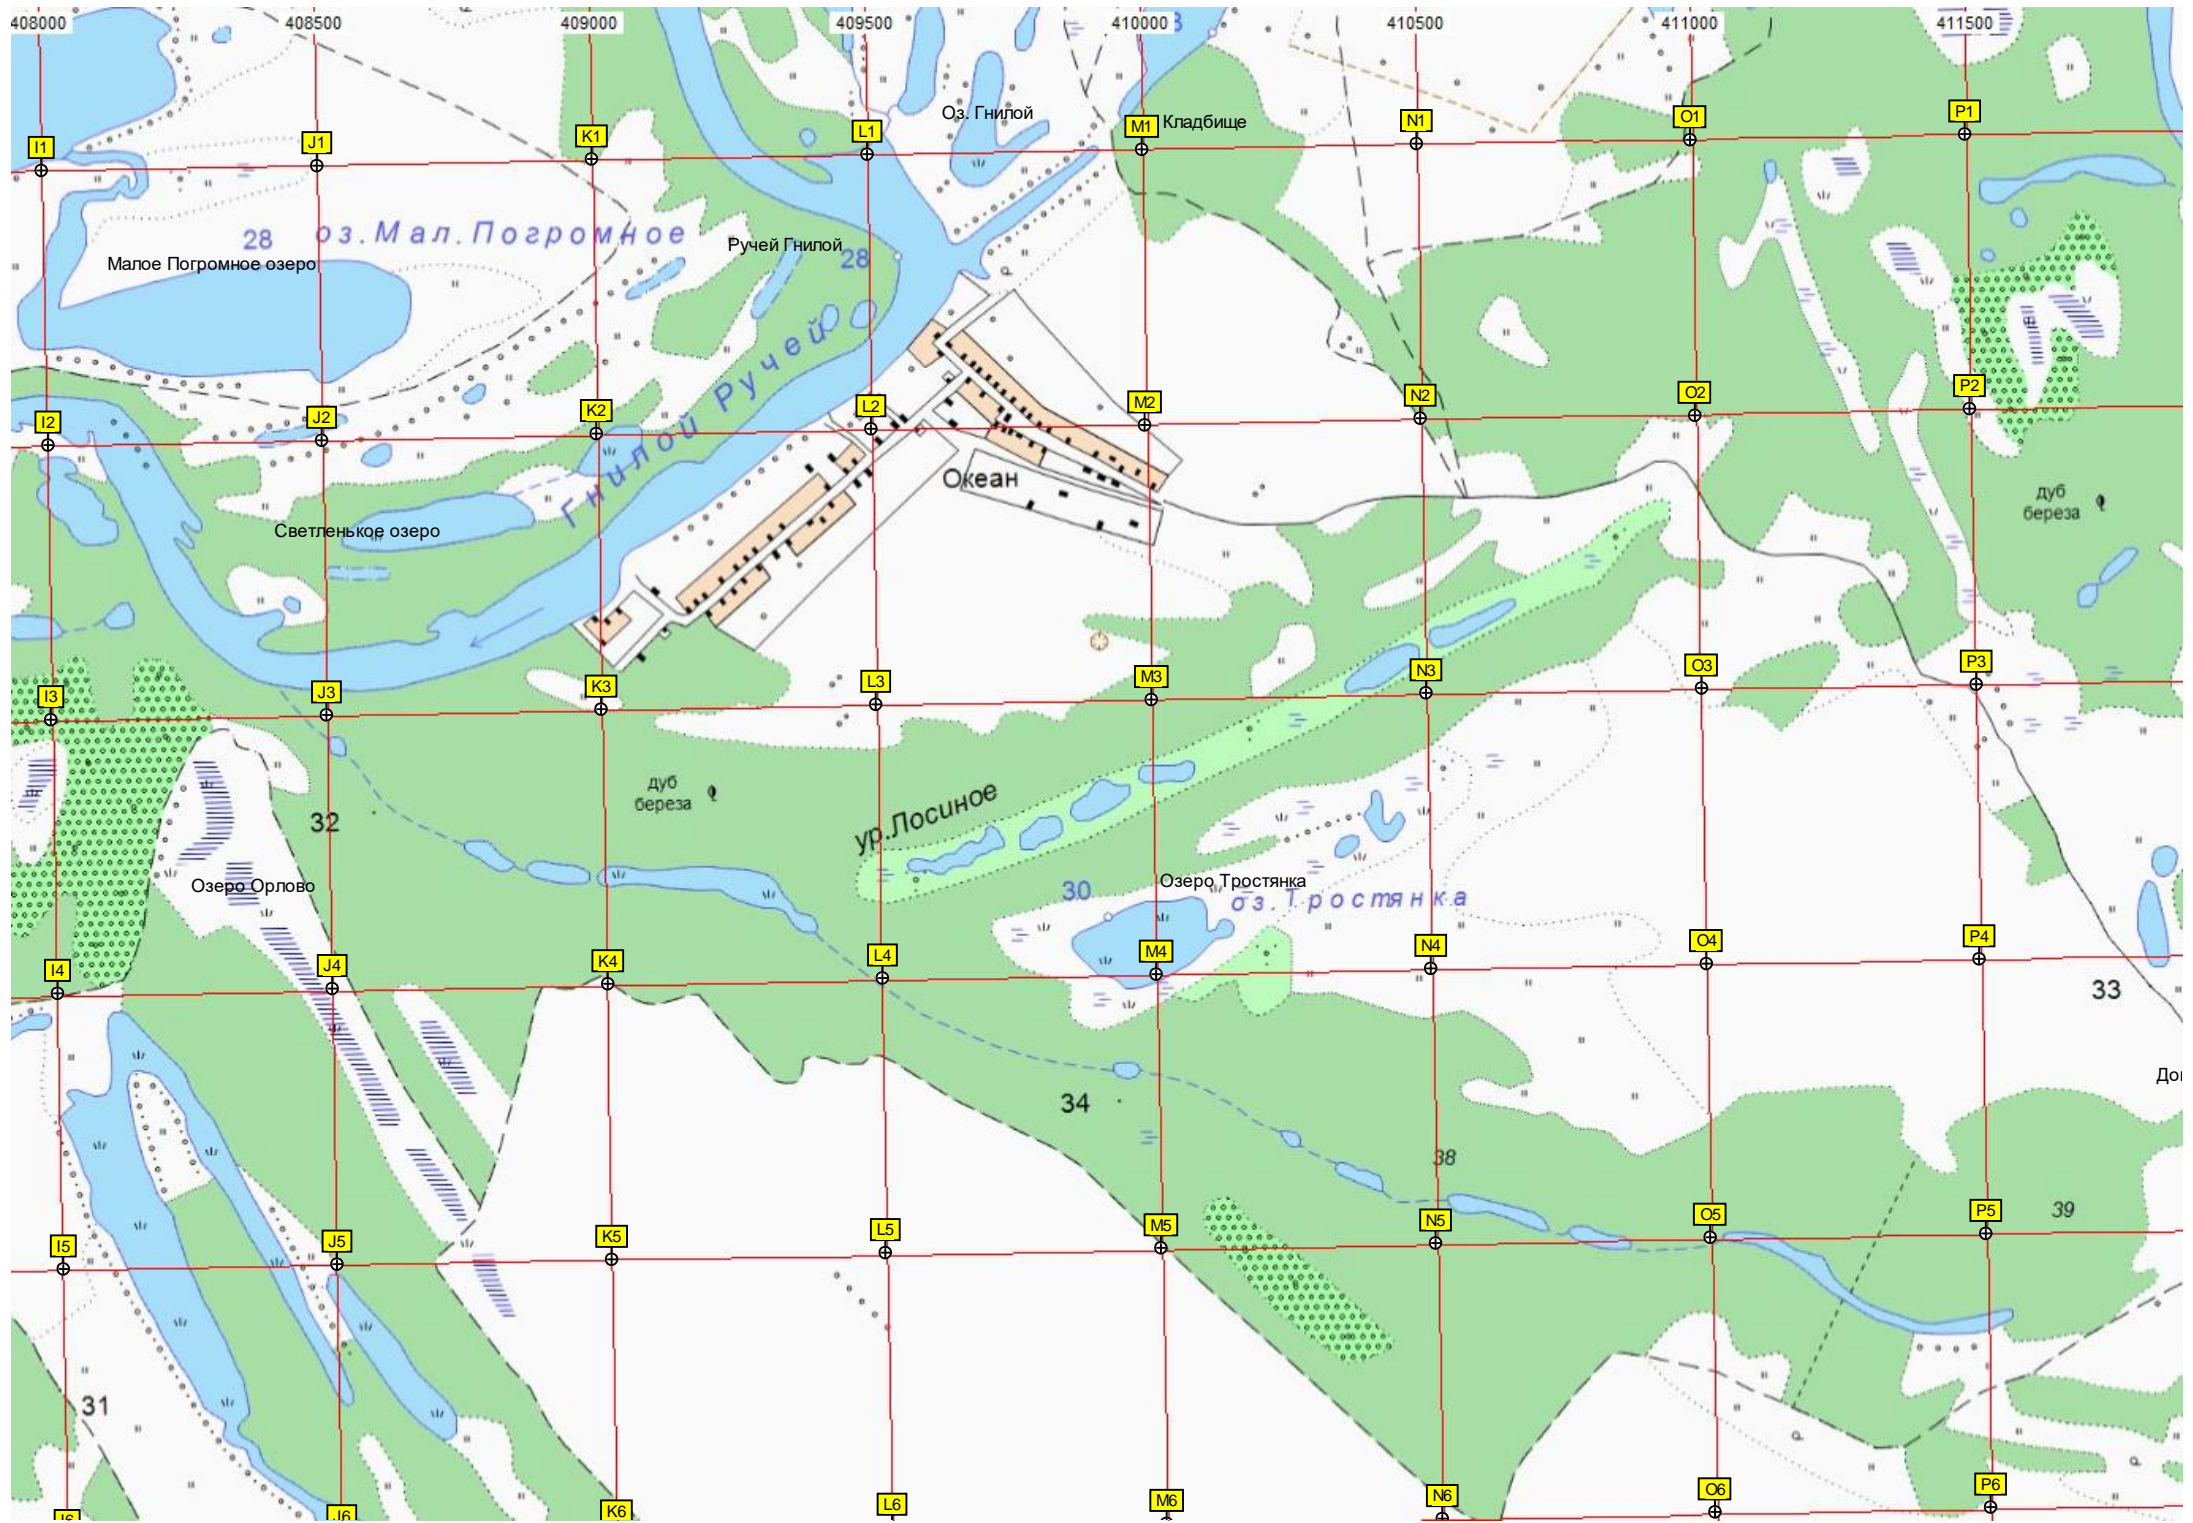 408000 408500 409000 409500 410000 410500 411000 411500
Оз. Гнилой
I1 J1 K1 L1 M1 Кладбище N1 O1 P1
28 оз.Мал.Погромное
Малое Погромное озеро
Ручей Гнилой
28
Гнилой Ручей
I2 J2 K2 L2 M2 N2 O2 P2
Океан
дуб
береза
Светленькое озеро
I3 J3 K3 L3 M3 N3 O3 P3
дуб
береза
32
ур.Лосиное
Озеро Орлово
30
Озеро Тростянка
оз.Тростянка
I4 J4 K4 L4 M4 N4 O4 P4
33
34
38
39
I5 J5 K5 L5 M5 N5 O5 P5
31
J6 K6 L6 M6 N6 O6 P6